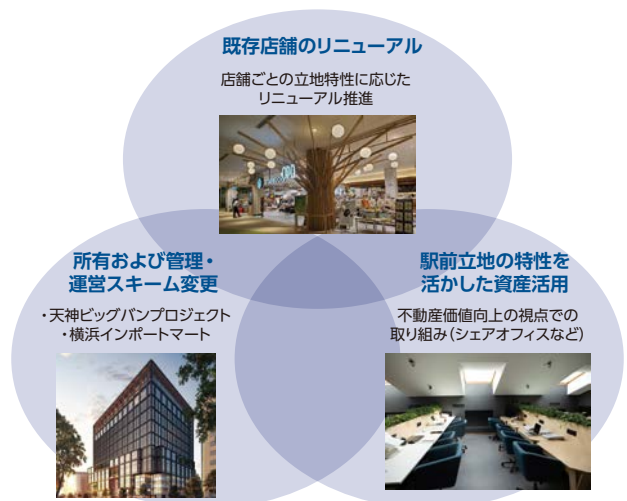 既存店舗のリニューアル
店舗ごとの立地特性に応じた
リニューアル推進
所有および管理・
運営スキーム変更
・天神ビッグバンプロジェクト
・横浜インポートマート
駅前立地の特性を
活かした資産活用
不動産価値向上の視点での
取り組み（シェアオフィスなど）